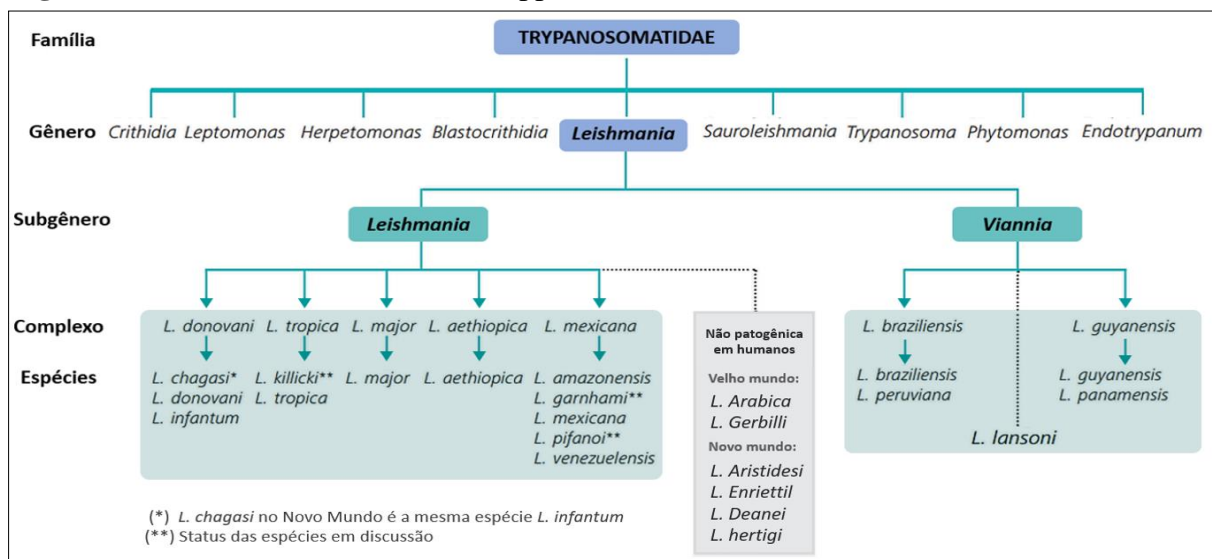 Família
TRYPANOSOMATIDAE
Gênero
Crithidia Leptomonas Herpetomonas Blastocrithidia Leishmania Sauroleishmania Trypanosoma Phytomonas Endotrypanum
Subgênero
Leishmania
Viannia
Complexo
L. donovani L. tropica L. major L. aethiopica L. mexicana
L. braziliensis
L. guyanensis
Espécies
L. chagasi* L. killicki** L. major L. aethiopica L. amazonensis
L. donovani L. tropica L. garnhami**
L. infantum L. mexicana
L. pifanoi**
L. venezuelensis
Não patogênica
em humanos
Velho mundo:
L. Arabica
L. Gerbilli
Novo mundo:
L. Aristidesi
L. Enriettil
L. Deanei
L. hertigi
L. braziliensis L. guyanensis
L. peruviana L. panamensis
L. lansoni
(*) L. chagasi no Novo Mundo é a mesma espécie L. infantum
(**) Status das espécies em discussão